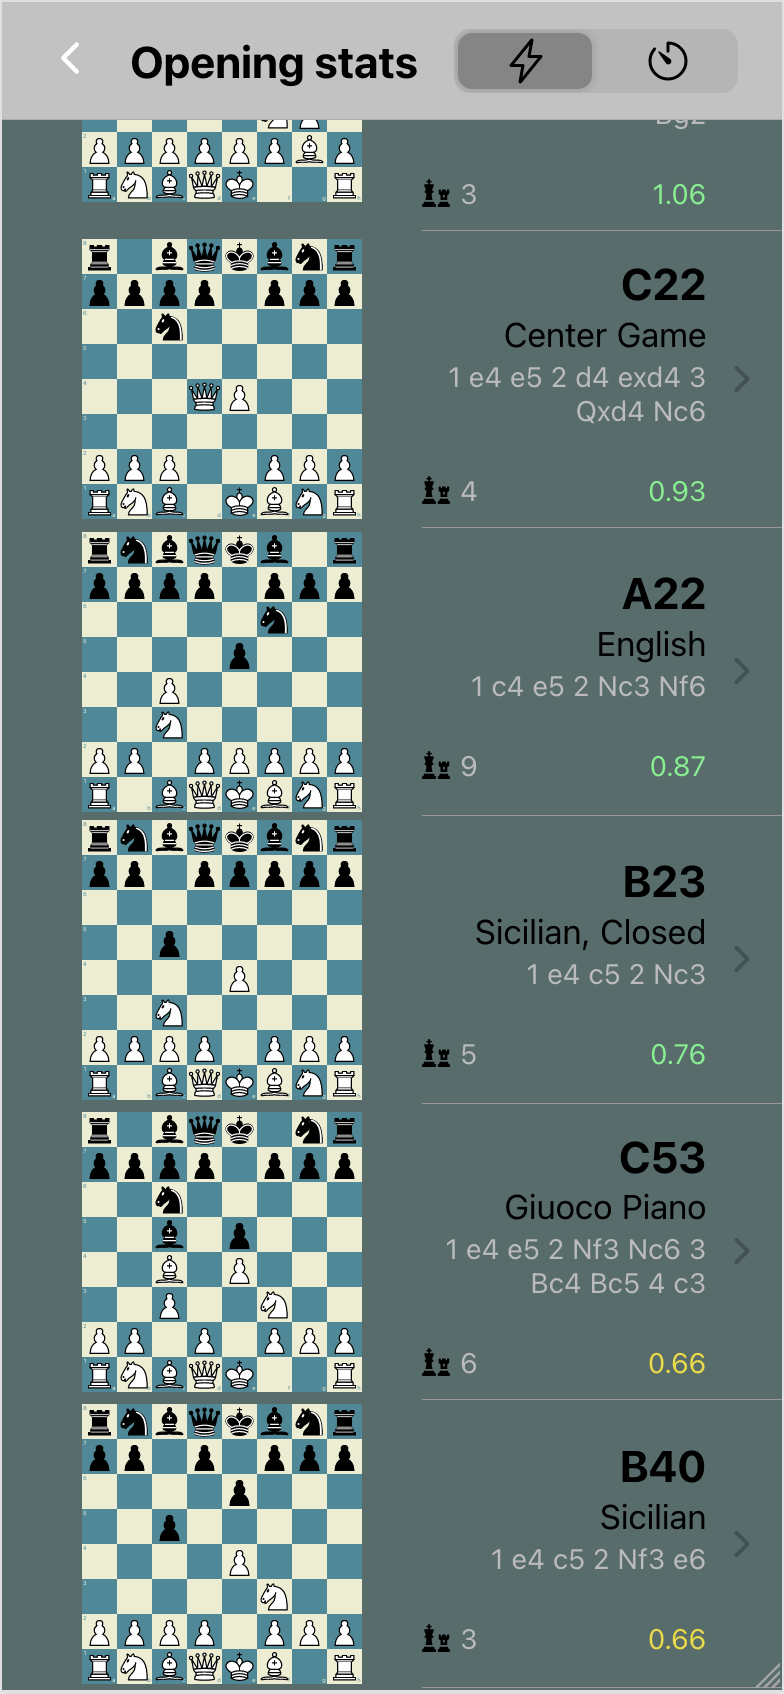 Opening stats
Bg2
3 1.06
C22
Center Game
1 e4 e5 2 d4 exd4 3
Qxd4 Nc6
4 0.93
A22
English
1 c4 e5 2 Nc3 Nf6
9 0.87
B23
Sicilian, Closed
1 e4 c5 2 Nc3
5 0.76
C53
Giuoco Piano
1 e4 e5 2 Nf3 Nc6 3
Bc4 Bc5 4 c3
6 0.66
B40
Sicilian
1 e4 c5 2 Nf3 e6
3 0.66